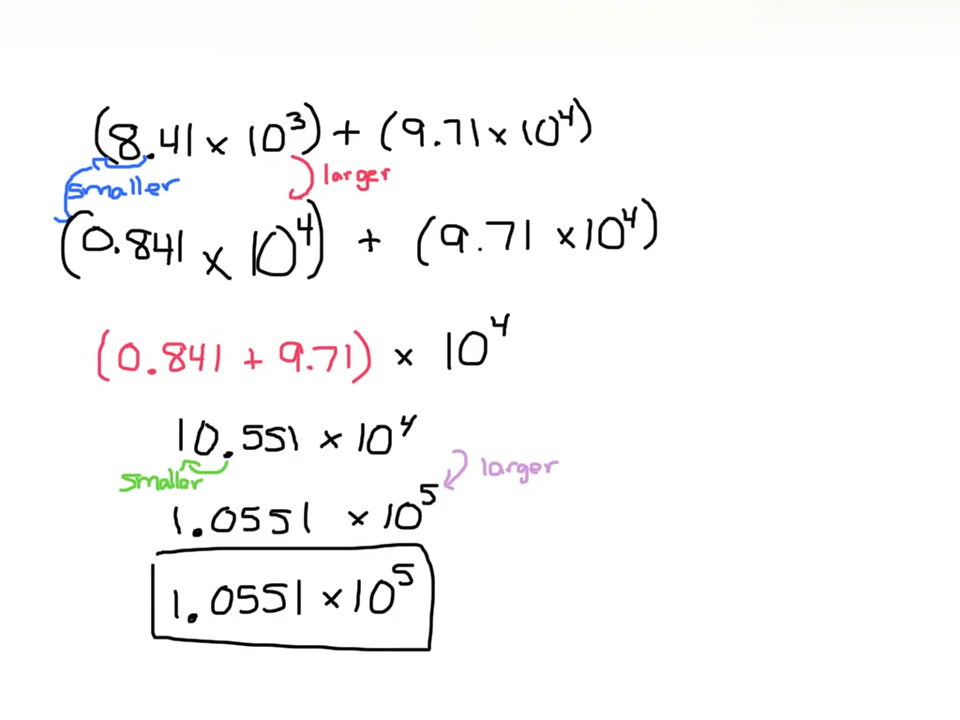 (8.41 × 10³) + (9.71 × 10⁴)
smaller larger
(0.841 × 10⁴) + (9.71 × 10⁴)
(0.841 + 9.71) × 10⁴
10.551 × 10⁴
smaller larger
1.0551 × 10⁵
1.0551 × 10⁵